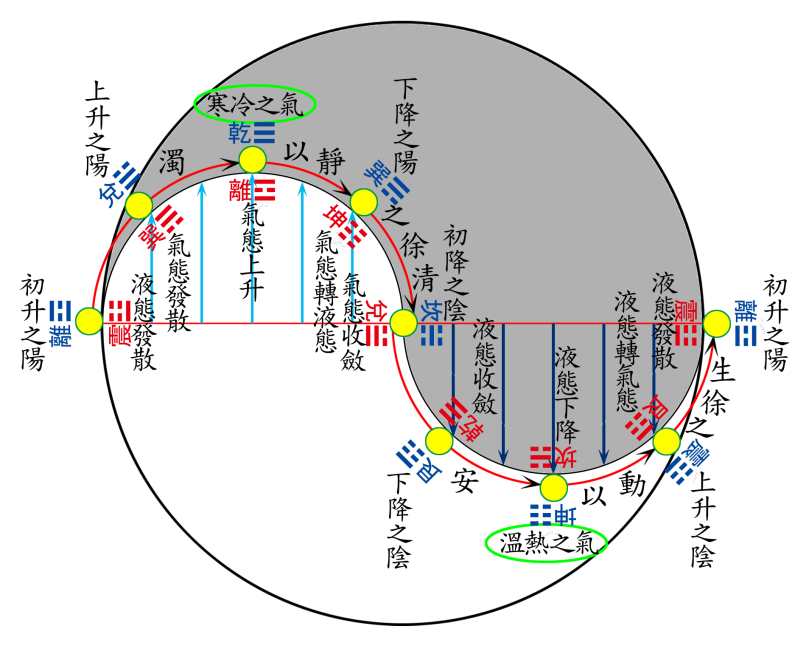 寒冷之氣
乾
上升之陽
兌
濁
以
靜
下降之陽
巽
離
氣態上升
巽
氣態發散
坤
氣態轉液態
之
徐
清
初升之陽
離
震
液態發散
氣態收斂
兌
坎
初降之陰
液態收斂
液態下降
液態轉氣態
液態發散
震
離
初升之陽
乾
艮
下降之陰
安
坎
坤
溫熱之氣
以
動
艮
之
徐
生
震
上升之陰